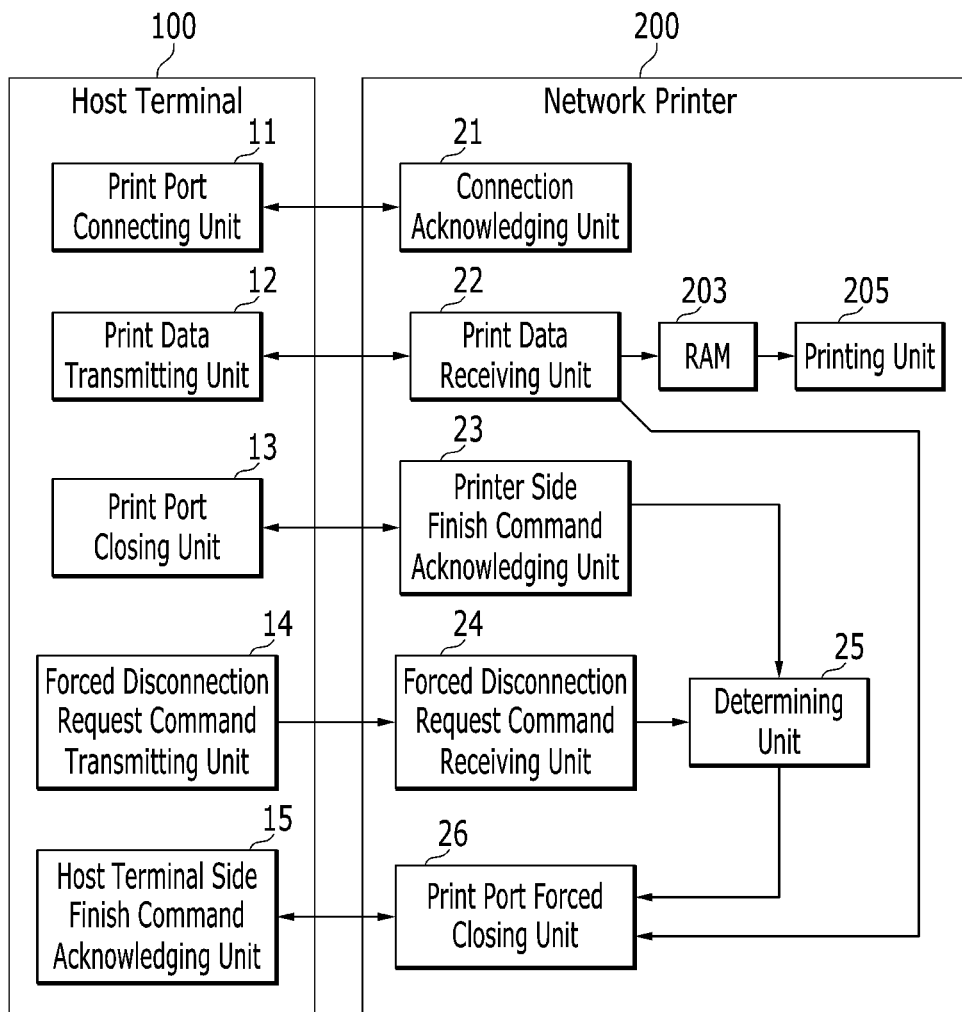 100
200
Host Terminal
Network Printer
11
Print Port
Connecting Unit
21
Connection
Acknowledging Unit
12
Print Data
Transmitting Unit
22
Print Data
Receiving Unit
203
RAM
205
Printing Unit
13
Print Port
Closing Unit
23
Printer Side
Finish Command
Acknowledging Unit
14
Forced Disconnection
Request Command
Transmitting Unit
24
Forced Disconnection
Request Command
Receiving Unit
25
Determining
Unit
15
Host Terminal Side
Finish Command
Acknowledging Unit
26
Print Port Forced
Closing Unit